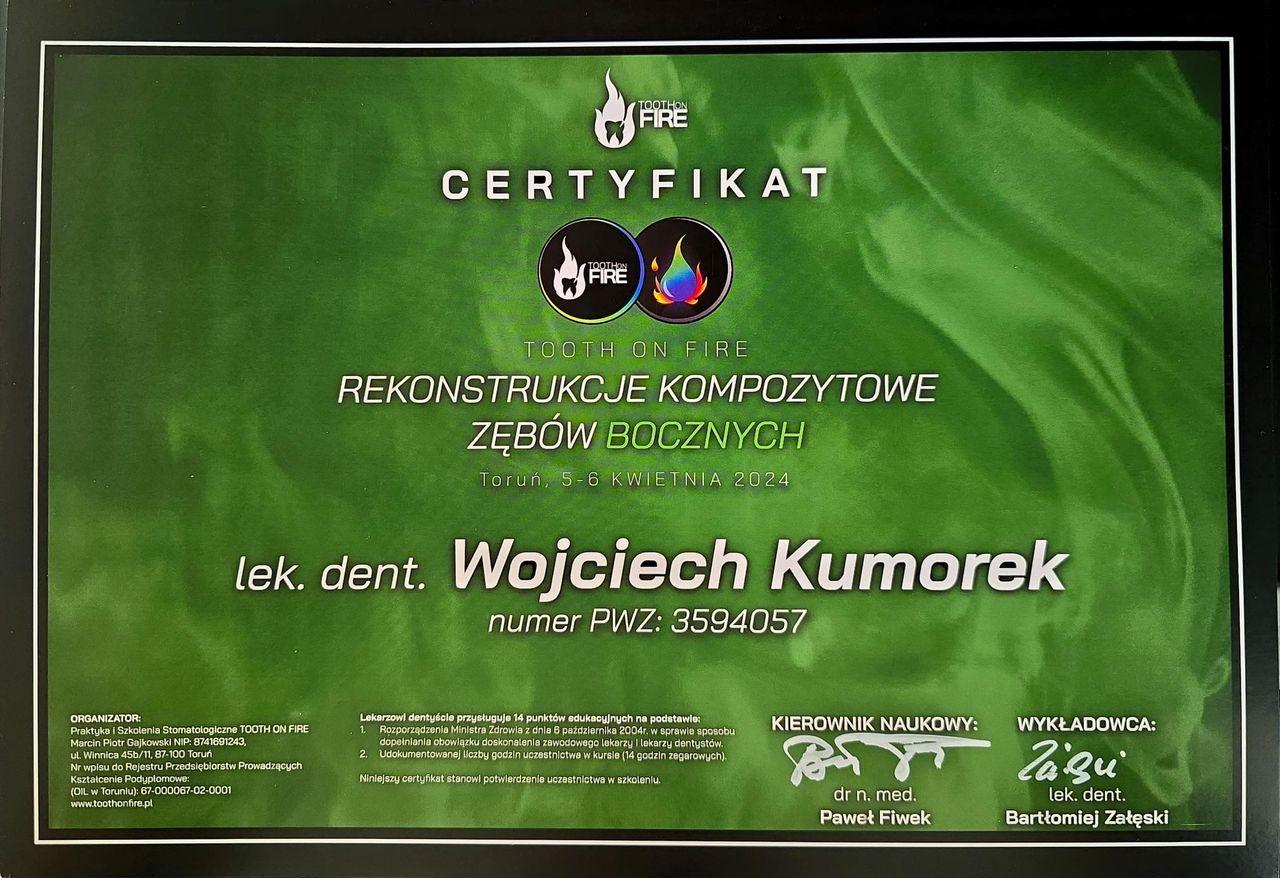 TOOTH ON
FIRE
CERTYFIKAT
TOOTH ON
FIRE
TOOTH ON FIRE
REKONSTRUKCJE KOMPOZYTOWE
ZĘBÓW BOCZNYCH
Toruń, 5-6 KWIETNIA 2024
lek. dent. Wojciech Kumorek
numer PWZ: 3594057
ORGANIZATOR:
Praktyka i Szkolenia Stomatologiczne TOOTH ON FIRE
Marcin Piotr Gajkowski NIP: 8741691243,
ul. Winnica 45b/11, 87-100 Toruń
Nr wpisu do Rejestru Przedsiębiorstw Prowadzących
Kształcenie Podyplomowe:
(OIL w Toruniu): 67-000067-02-0001
www.toothonfire.pl
Lekarzowi dentyście przysługuje 14 punktów edukacyjnych na podstawie:
1. Rozporządzenia Ministra Zdrowia z dnia 6 października 2004r. w sprawie sposobu
dopełniania obowiązku doskonalenia zawodowego lekarzy i lekarzy dentystów.
2. Udokumentowanej liczby godzin uczestnictwa w kursie (14 godzin zegarowych).
Niniejszy certyfikat stanowi potwierdzenie uczestnictwa w szkoleniu.
KIEROWNIK NAUKOWY:
dr n. med.
Paweł Fiwek
WYKŁADOWCA:
lek. dent.
Bartłomiej Załęski